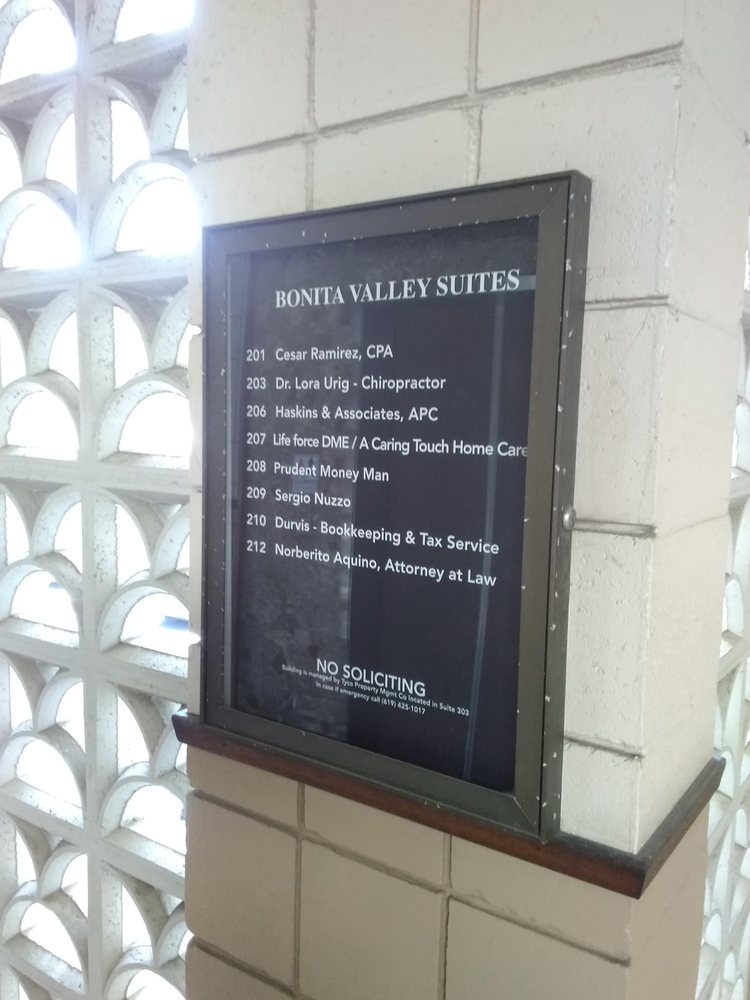 BONITA VALLEY SUITES
201 Cesar Ramirez, CPA
203 Dr. Lora Urig - Chiropractor
206 Haskins & Associates, APC
207 Life force DME / A Caring Touch Home Care
208 Prudent Money Man
209 Sergio Nuzzo
210 Durvis - Bookkeeping & Tax Service
212 Norberito Aquino, Attorney at Law
NO SOLICITING
Building is managed by Tyco Property Mgmt Co located in Suite 303
In case if emergency call (619) 425-1017